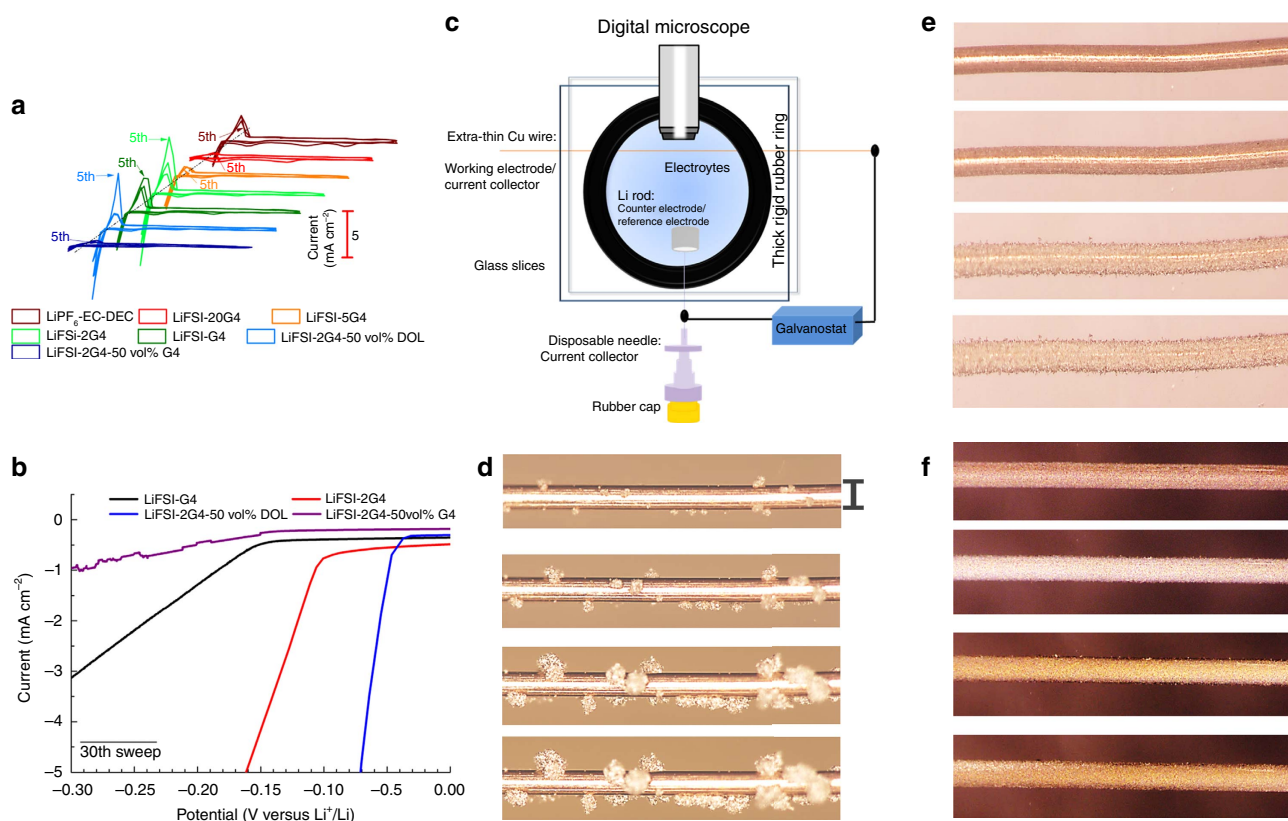 a
5th
5th
5th
5th
5th
5th
5th
Current
(mA cm⁻²)
5
LiPF₆-EC-DEC
LiFSI-20G4
LiFSI-5G4
LiFSi-2G4
LiFSI-G4
LiFSI-2G4-50 vol% DOL
LiFSI-2G4-50 vol% G4
b
LiFSI-G4
LiFSI-2G4
LiFSI-2G4-50 vol% DOL
LiFSI-2G4-50vol% G4
0
−1
−2
−3
−4
−5
Current (mA cm⁻²)
30th sweep
−0.30
−0.25
−0.20
−0.15
−0.10
−0.05
0.00
Potential (V versus Li⁺/Li)
c
Digital microscope
Extra-thin Cu wire:
Working electrode/
current collector
Electroytes
Li rod:
Counter electrode/
reference electrode
Thick rigid rubber ring
Glass slices
Galvanostat
Disposable needle:
Current collector
Rubber cap
d
e
f